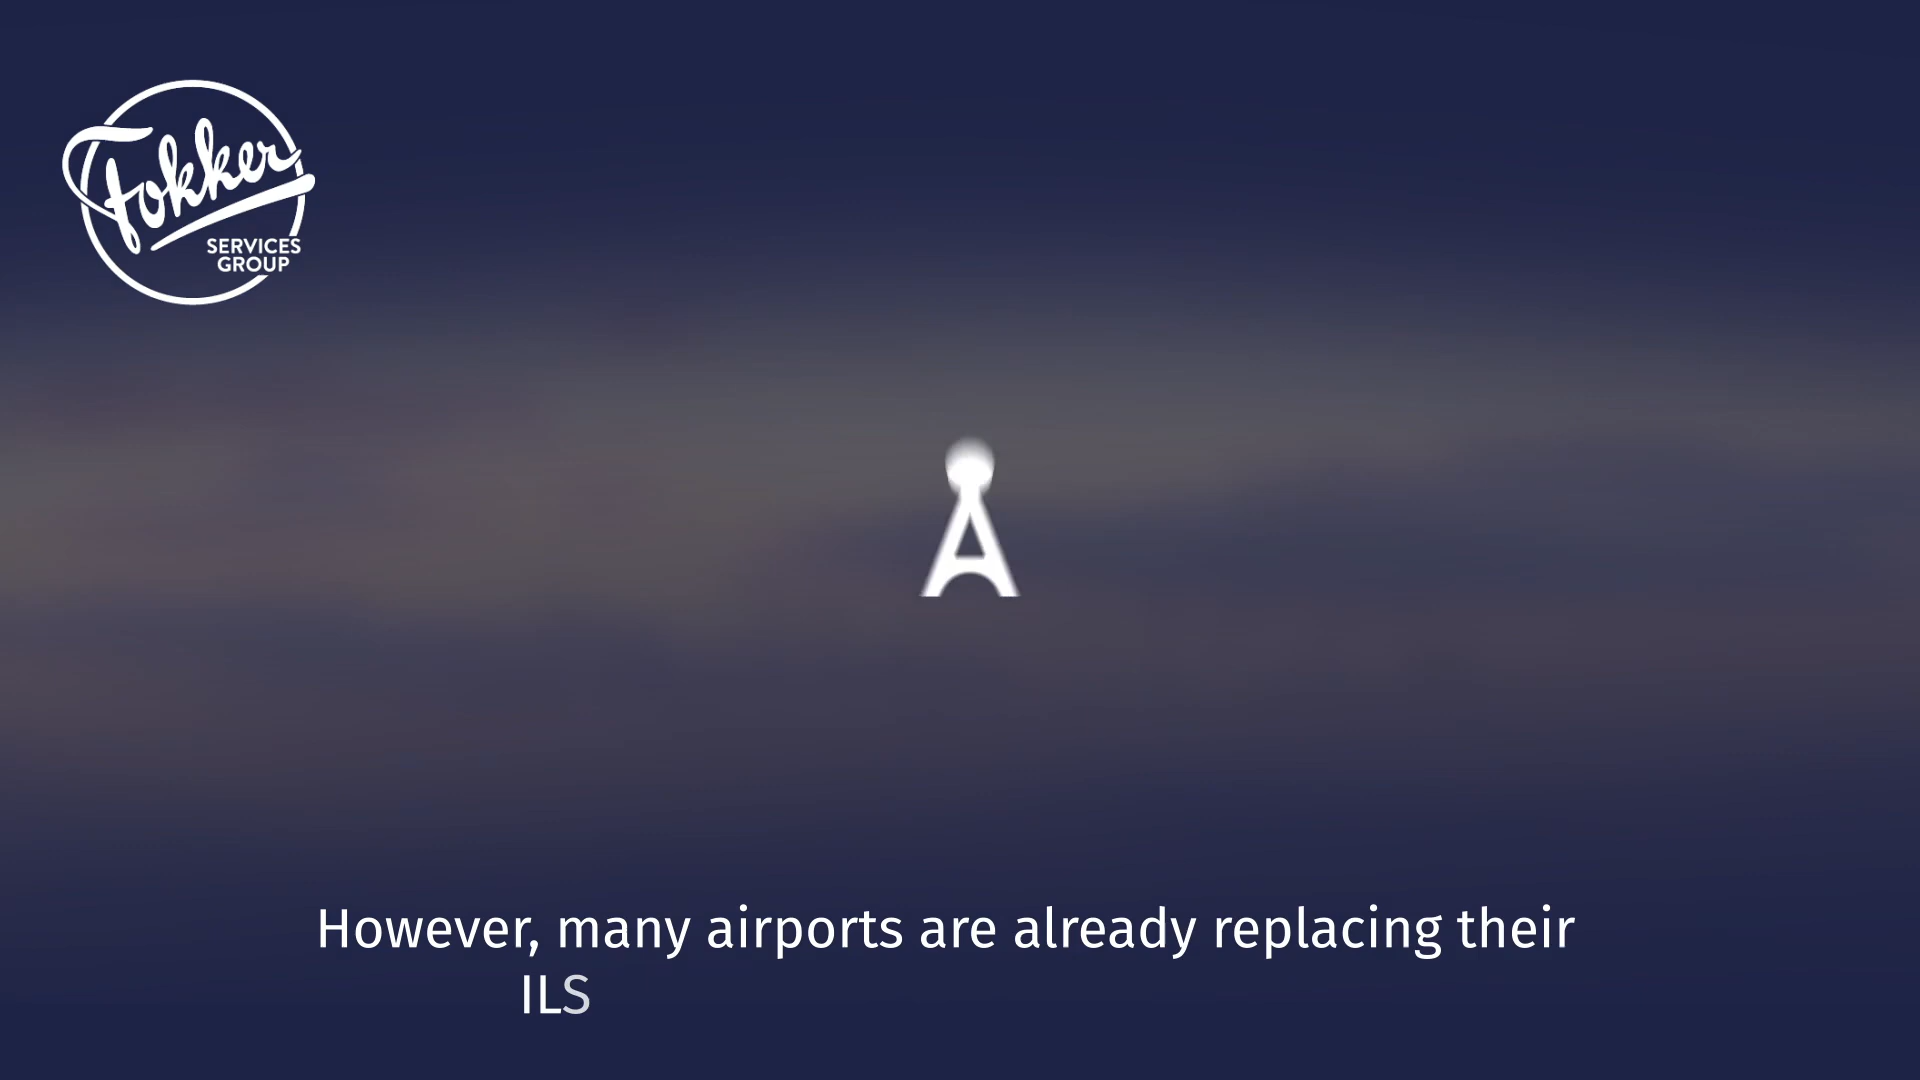 Fokker
SERVICES
GROUP
However, many airports are already replacing their
ILS